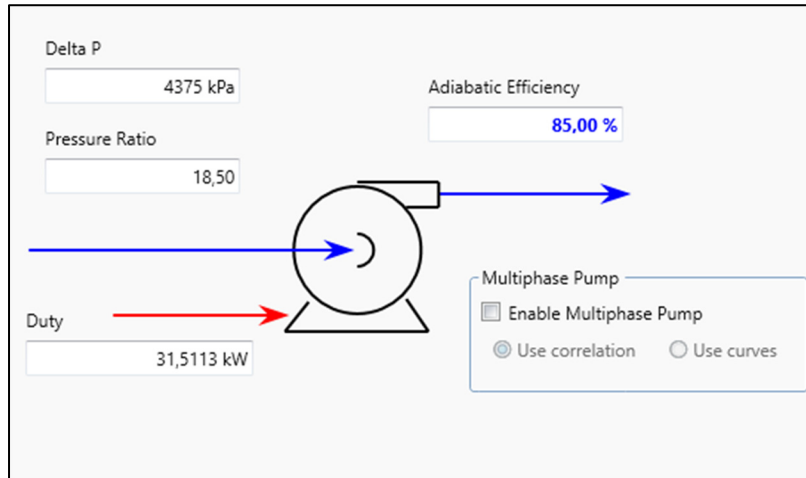 Delta P
4375 kPa
Pressure Ratio
18,50
Adiabatic Efficiency
85,00 %
Duty
31,5113 kW
Multiphase Pump
Enable Multiphase Pump
Use correlation Use curves